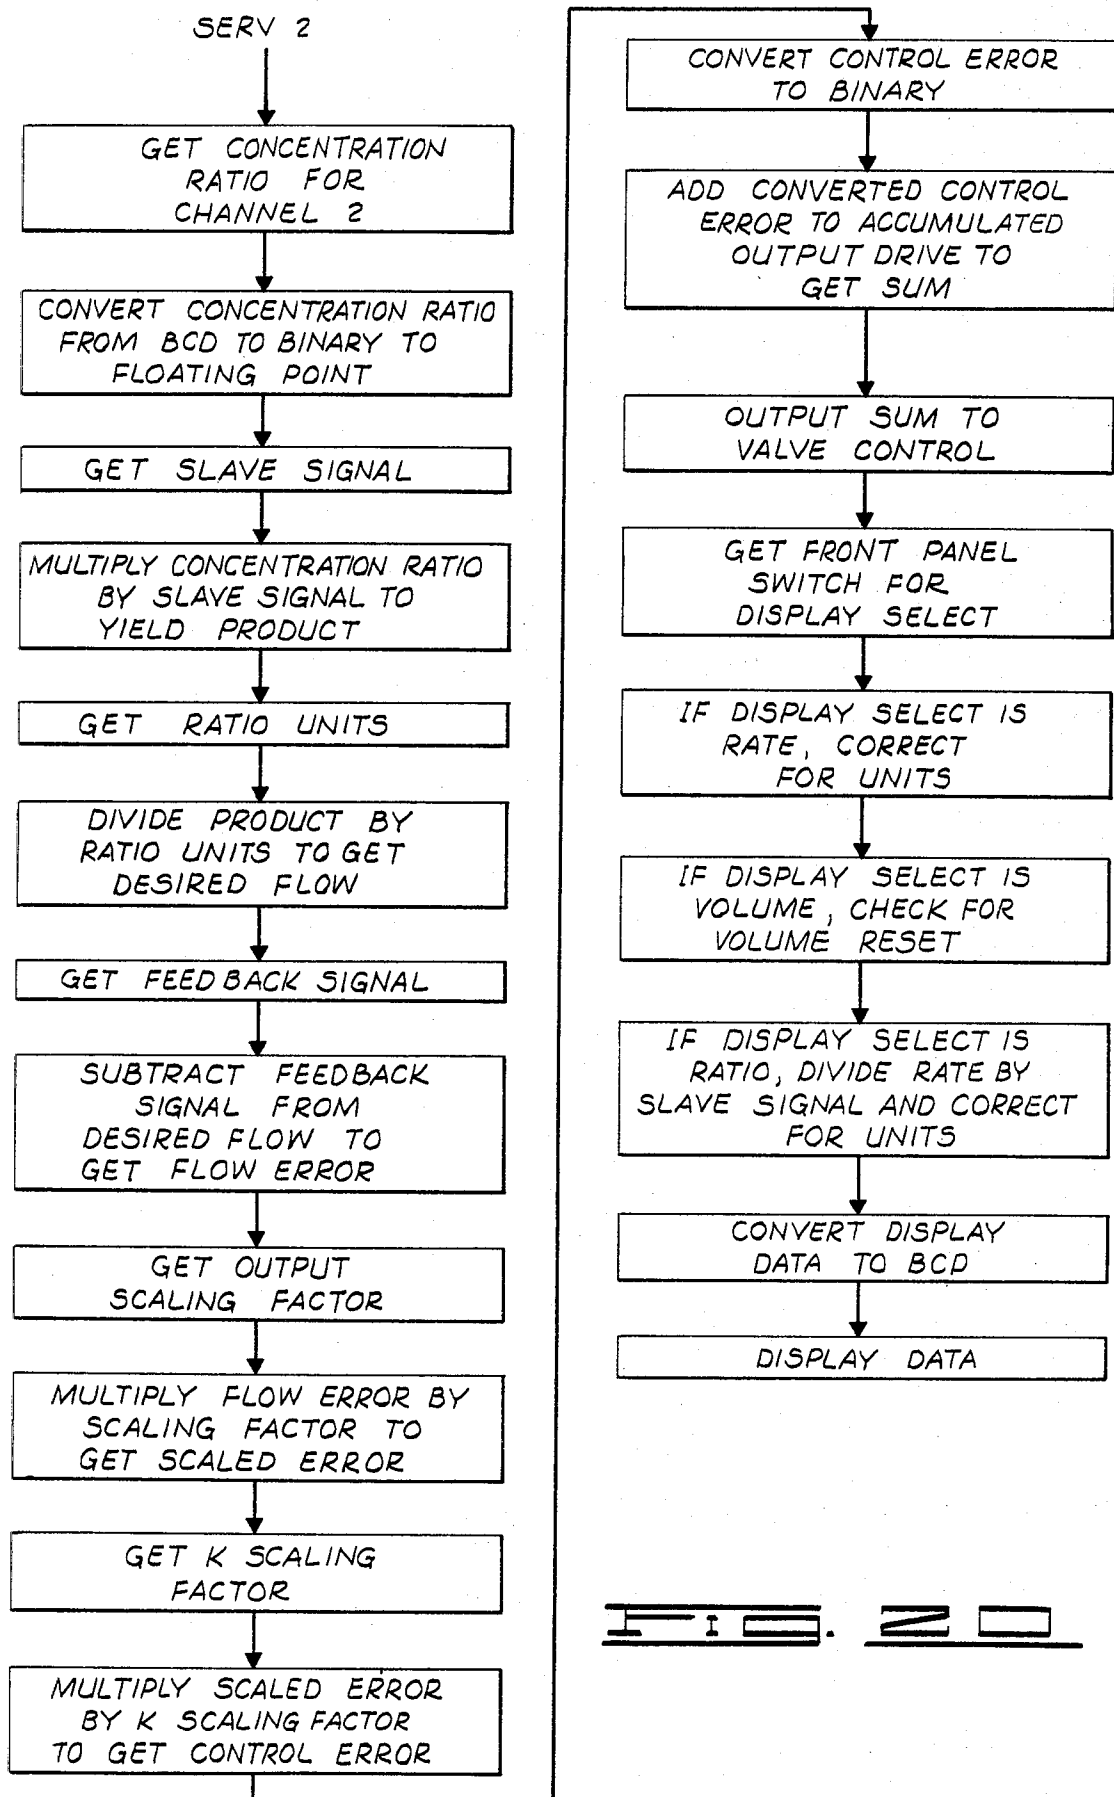 SERV 2
GET CONCENTRATION
RATIO FOR
CHANNEL 2
CONVERT CONCENTRATION RATIO
FROM BCD TO BINARY TO
FLOATING POINT
GET SLAVE SIGNAL
MULTIPLY CONCENTRATION RATIO
BY SLAVE SIGNAL TO
YIELD PRODUCT
GET RATIO UNITS
DIVIDE PRODUCT BY
RATIO UNITS TO GET
DESIRED FLOW
GET FEEDBACK SIGNAL
SUBTRACT FEEDBACK
SIGNAL FROM
DESIRED FLOW TO
GET FLOW ERROR
GET OUTPUT
SCALING FACTOR
MULTIPLY FLOW ERROR BY
SCALING FACTOR TO
GET SCALED ERROR
GET K SCALING
FACTOR
MULTIPLY SCALED ERROR
BY K SCALING FACTOR
TO GET CONTROL ERROR
CONVERT CONTROL ERROR
TO BINARY
ADD CONVERTED CONTROL
ERROR TO ACCUMULATED
OUTPUT DRIVE TO
GET SUM
OUTPUT SUM TO
VALVE CONTROL
GET FRONT PANEL
SWITCH FOR
DISPLAY SELECT
IF DISPLAY SELECT IS
RATE, CORRECT
FOR UNITS
IF DISPLAY SELECT IS
VOLUME, CHECK FOR
VOLUME RESET
IF DISPLAY SELECT IS
RATIO, DIVIDE RATE BY
SLAVE SIGNAL AND CORRECT
FOR UNITS
CONVERT DISPLAY
DATA TO BCD
DISPLAY DATA
FIG. 20